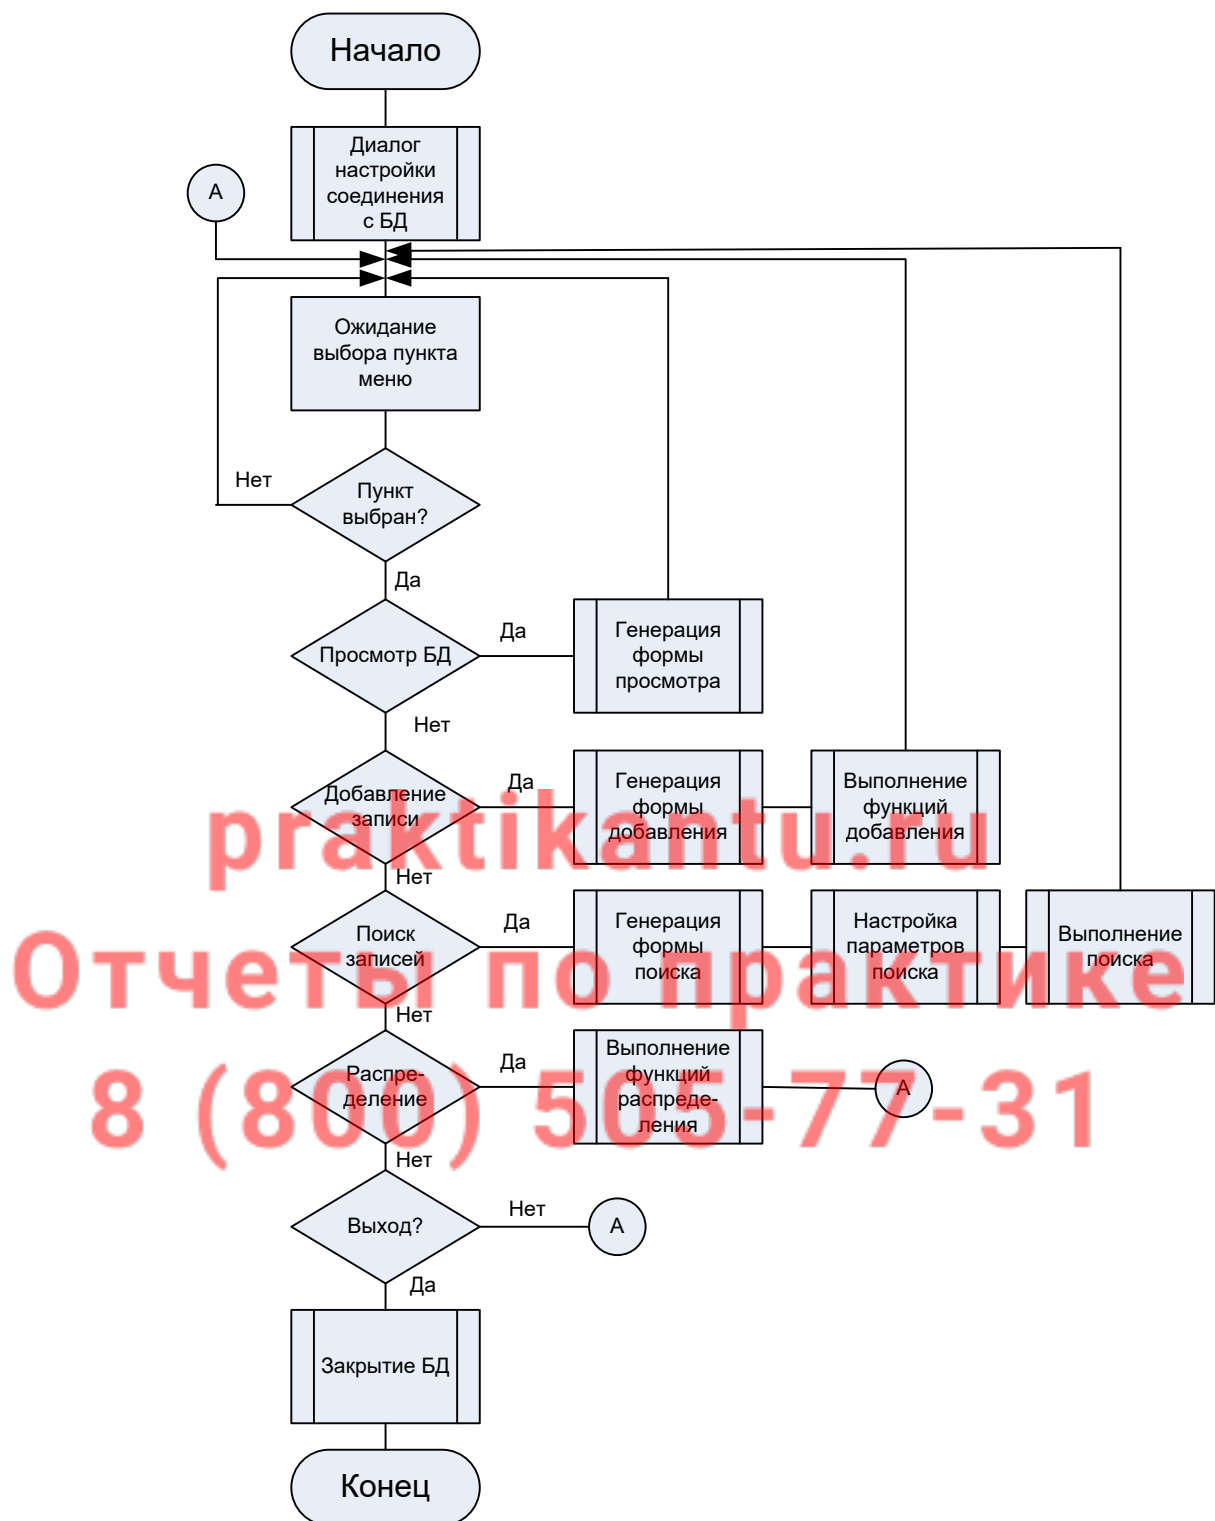 Начало
Диалог
настройки
соединения
с БД
А
Ожидание
выбора пункта
меню
Нет
Пункт
выбран?
Да
Просмотр БД
Да
Генерация
формы
просмотра
Нет
Добавление
записи
Да
Генерация
формы
добавления
Выполнение
функций
добавления
praktikantu.ru
Нет
Поиск
записей
Да
Генерация
формы
поиска
Настройка
параметров
поиска
Выполнение
поиска
Отчеты по практике
Нет
Распре-
деление
Да
Выполнение
функций
распреде-
ления
А
8 (800) 505-77-31
Нет
Выход?
Нет
А
Да
Закрытие БД
Конец